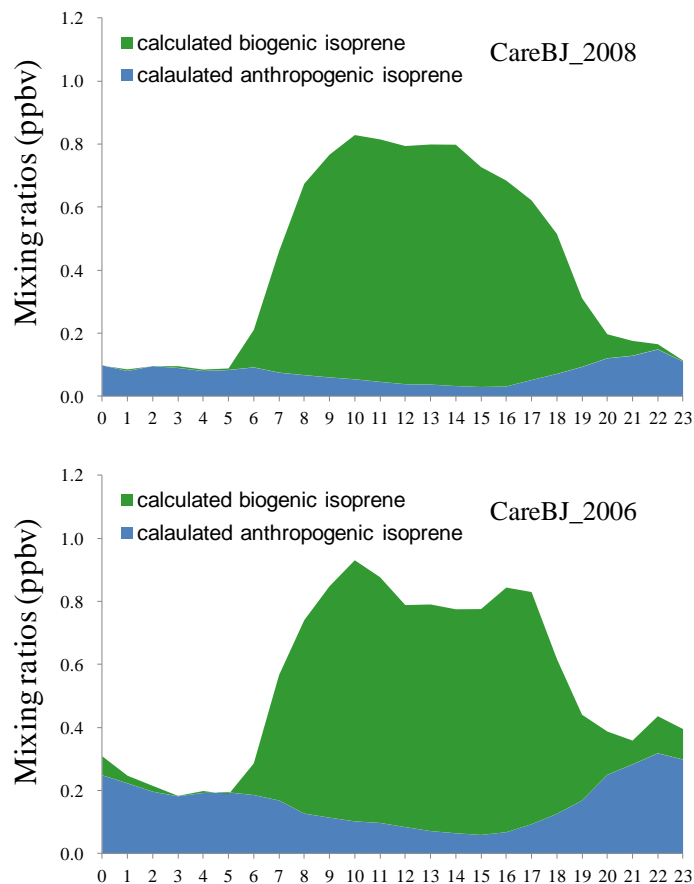 1.2
calculated biogenic isoprene
CareBJ_2008
calaulated anthropogenic isoprene
1.0
0.8
0.6
0.4
0.2
0.0
Mixing ratios (ppbv)
0 1 2 3 4 5 6 7 8 9 10 11 12 13 14 15 16 17 18 19 20 21 22 23
1.2
calculated biogenic isoprene
CareBJ_2006
calaulated anthropogenic isoprene
1.0
0.8
0.6
0.4
0.2
0.0
Mixing ratios (ppbv)
0 1 2 3 4 5 6 7 8 9 10 11 12 13 14 15 16 17 18 19 20 21 22 23